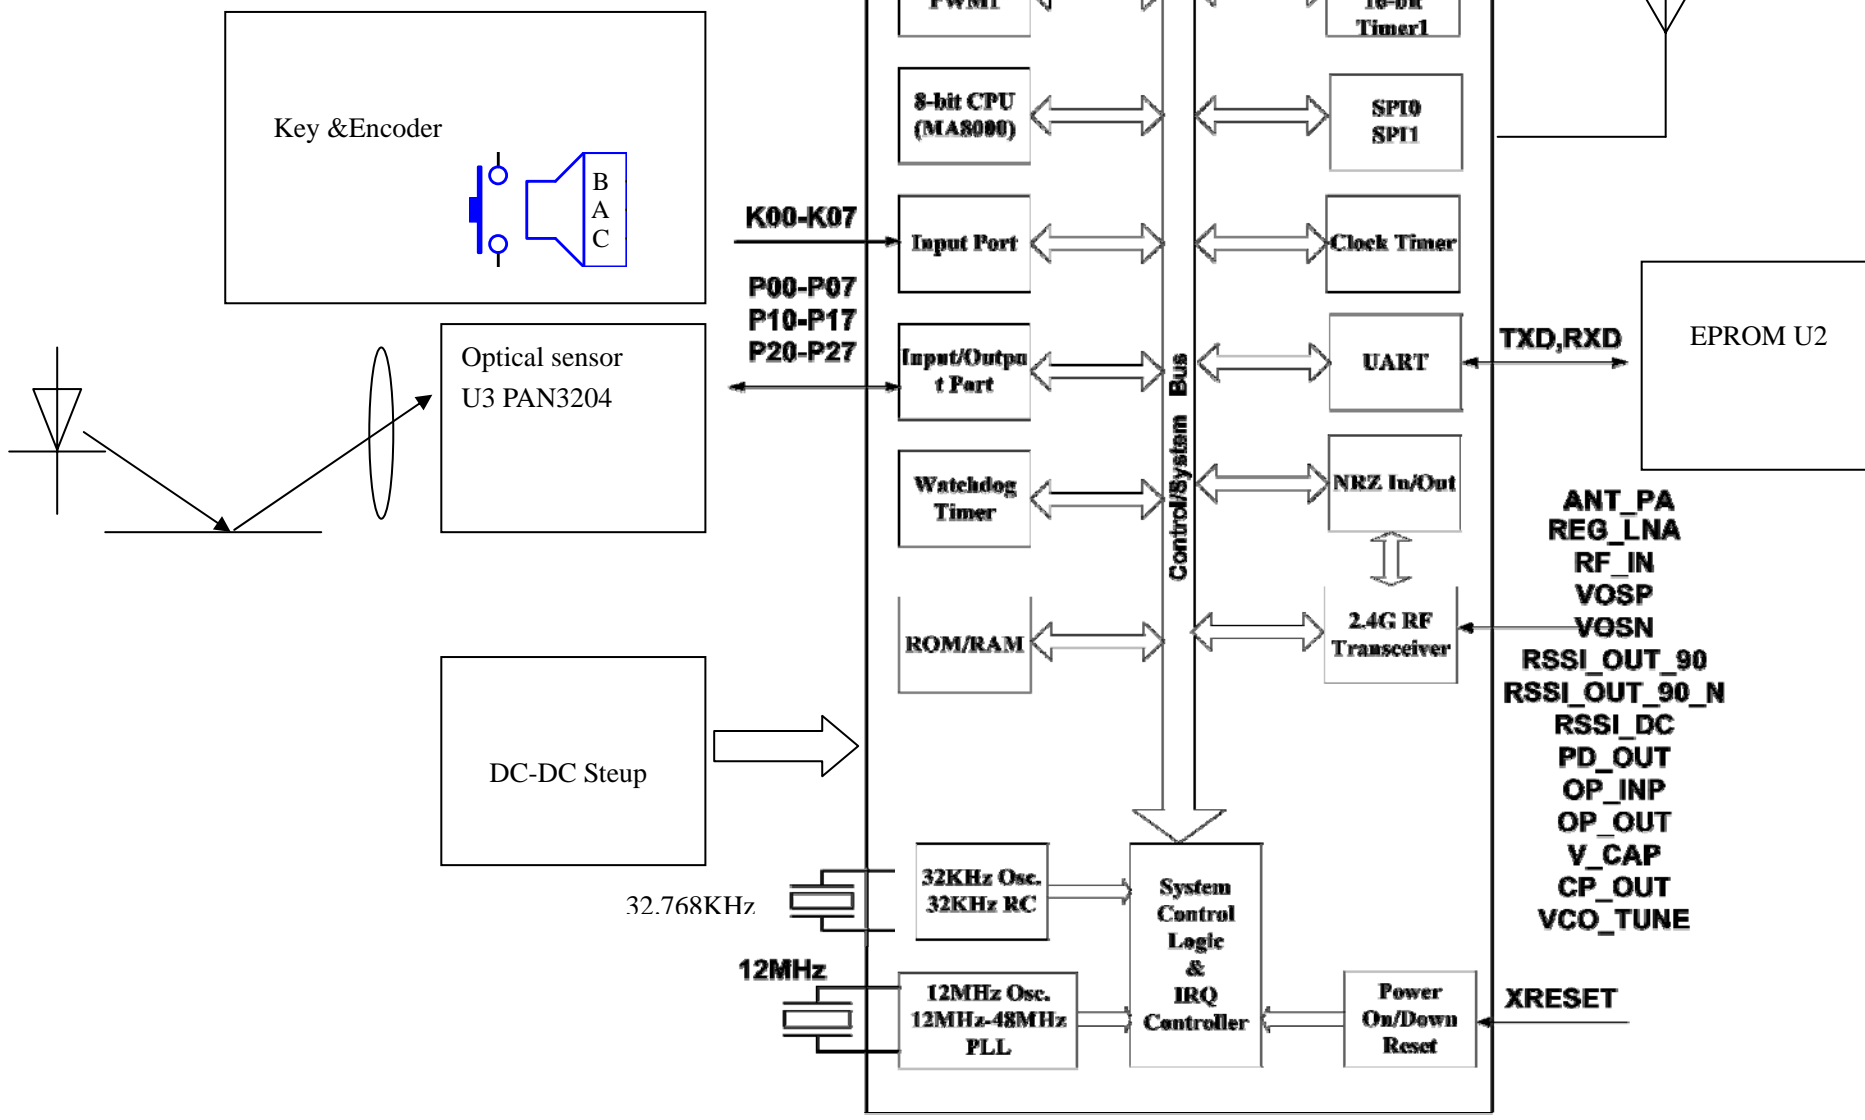 PWM1
16-bit
Timer1
Key &Encoder
B
A
C
8-bit CPU
(MA8000)
SPI0
SPI1
K00-K07
Input Port
Clock Timer
P00-P07
P10-P17
P20-P27
Optical sensor
U3 PAN3204
Input/Outpu
t Port
Control/System Bus
UART
TXD,RXD
EPROM U2
Watchdog
Timer
NRZ In/Out
ANT_PA
REG_LNA
RF_IN
VOSP
VOSN
RSSI_OUT_90
RSSI_OUT_90_N
RSSI_DC
PD_OUT
OP_INP
OP_OUT
V_CAP
CP_OUT
VCO_TUNE
ROM/RAM
2.4G RF
Transceiver
DC-DC Steup
32.768KHz
32KHz Osc.
32KHz RC
System
Control
Logic
&
IRQ
Controller
12MHz
12MHz Osc.
12MHz-48MHz
PLL
Power
On/Down
Reset
XRESET